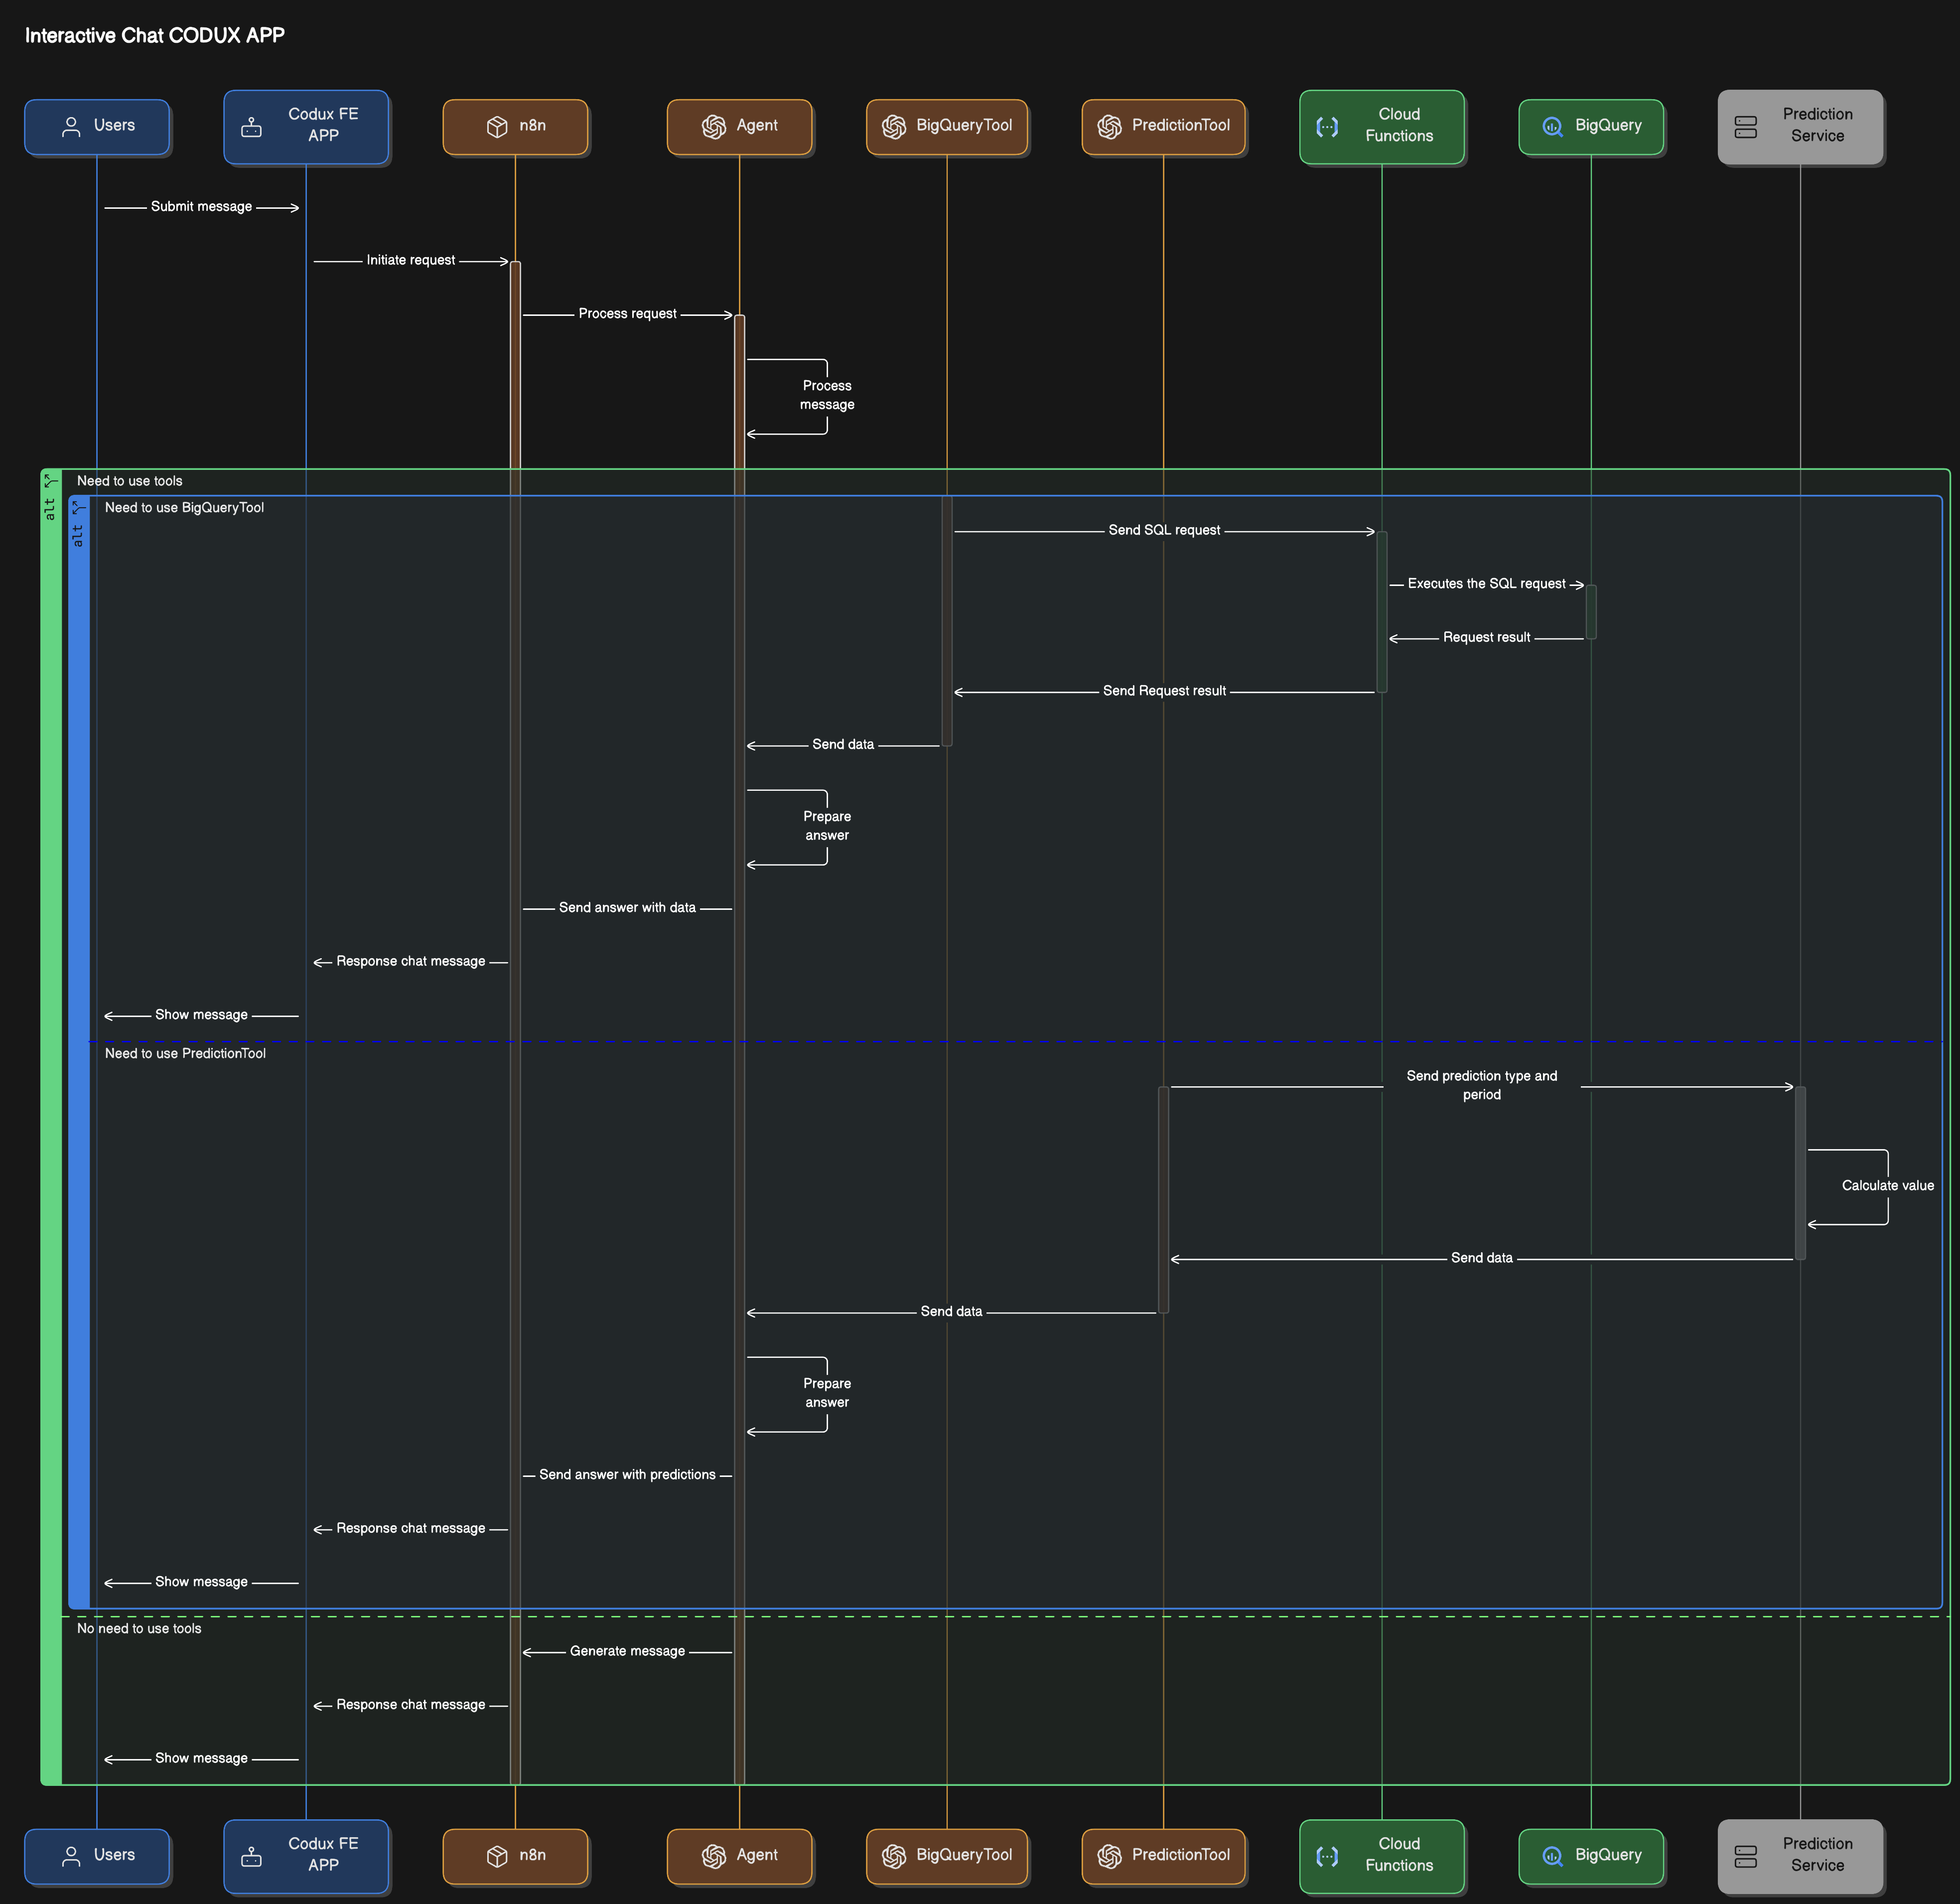 Interactive Chat CODUX APP
Users
Codux FE
APP
n8n
Agent
BigQueryTool
PredictionTool
Cloud
Functions
BigQuery
Prediction
Service
Submit message
Initiate request
Process request
Process
message
alt
Need to use tools
alt
Need to use BigQueryTool
Send SQL request
Executes the SQL request
Request result
Send Request result
Send data
Prepare
answer
Send answer with data
Response chat message
Show message
Need to use PredictionTool
Send prediction type and
period
Calculate value
Send data
Send data
Prepare
answer
Send answer with predictions
Response chat message
Show message
No need to use tools
Generate message
Response chat message
Show message
Users
Codux FE
APP
n8n
Agent
BigQueryTool
PredictionTool
Cloud
Functions
BigQuery
Prediction
Service